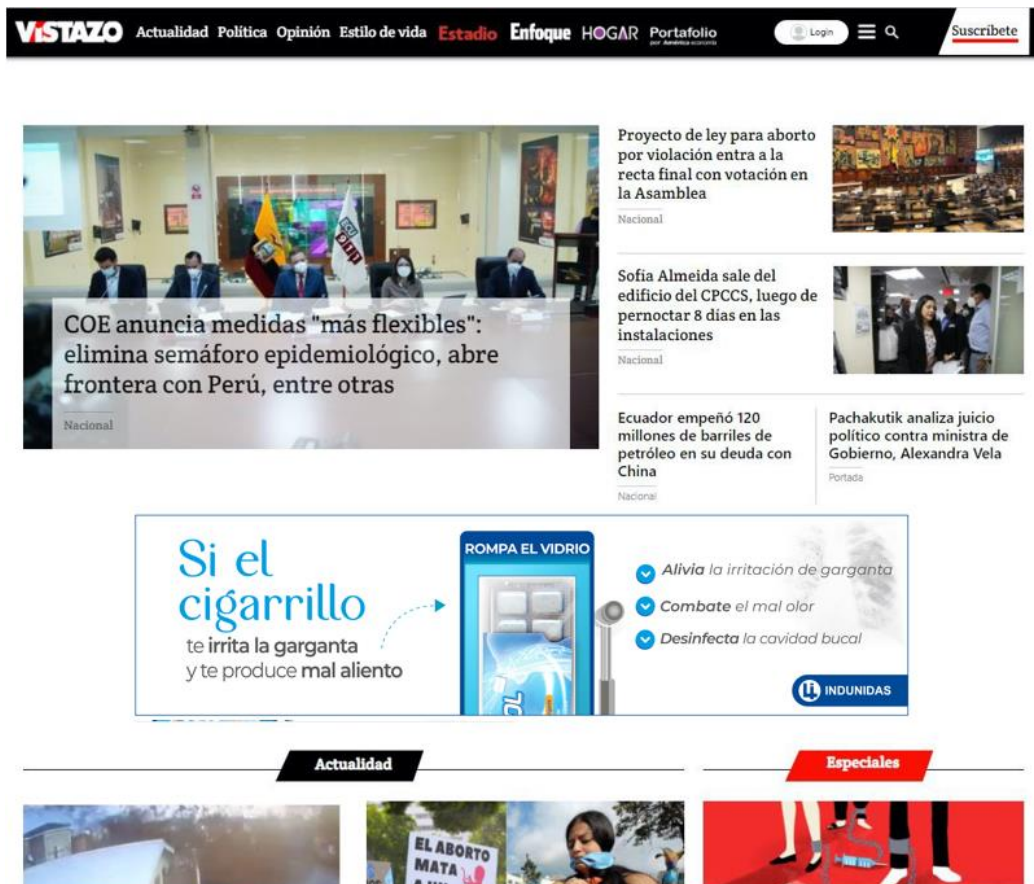 VISTAZO Actualidad Política Opinión Estilo de vida Estadio Enfoque HOGAR Portafolio por América economía Login Suscríbete
COE anuncia medidas "más flexibles":
elimina semáforo epidemiológico, abre
frontera con Perú, entre otras
Nacional
Proyecto de ley para aborto
por violación entra a la
recta final con votación en
la Asamblea
Nacional
Sofía Almeida sale del
edificio del CPCCS, luego de
pernoctar 8 días en las
instalaciones
Nacional
Ecuador empeñó 120
millones de barriles de
petróleo en su deuda con
China
Nacional
Pachakutik analiza juicio
político contra ministra de
Gobierno, Alexandra Vela
Portada
Si el
cigarrillo
te irrita la garganta
y te produce mal aliento
ROMPA EL VIDRIO
Alivia la irritación de garganta
Combate el mal olor
Desinfecta la cavidad bucal
INDUNIDAS
Actualidad
Especiales
EL ABORTO
MATA